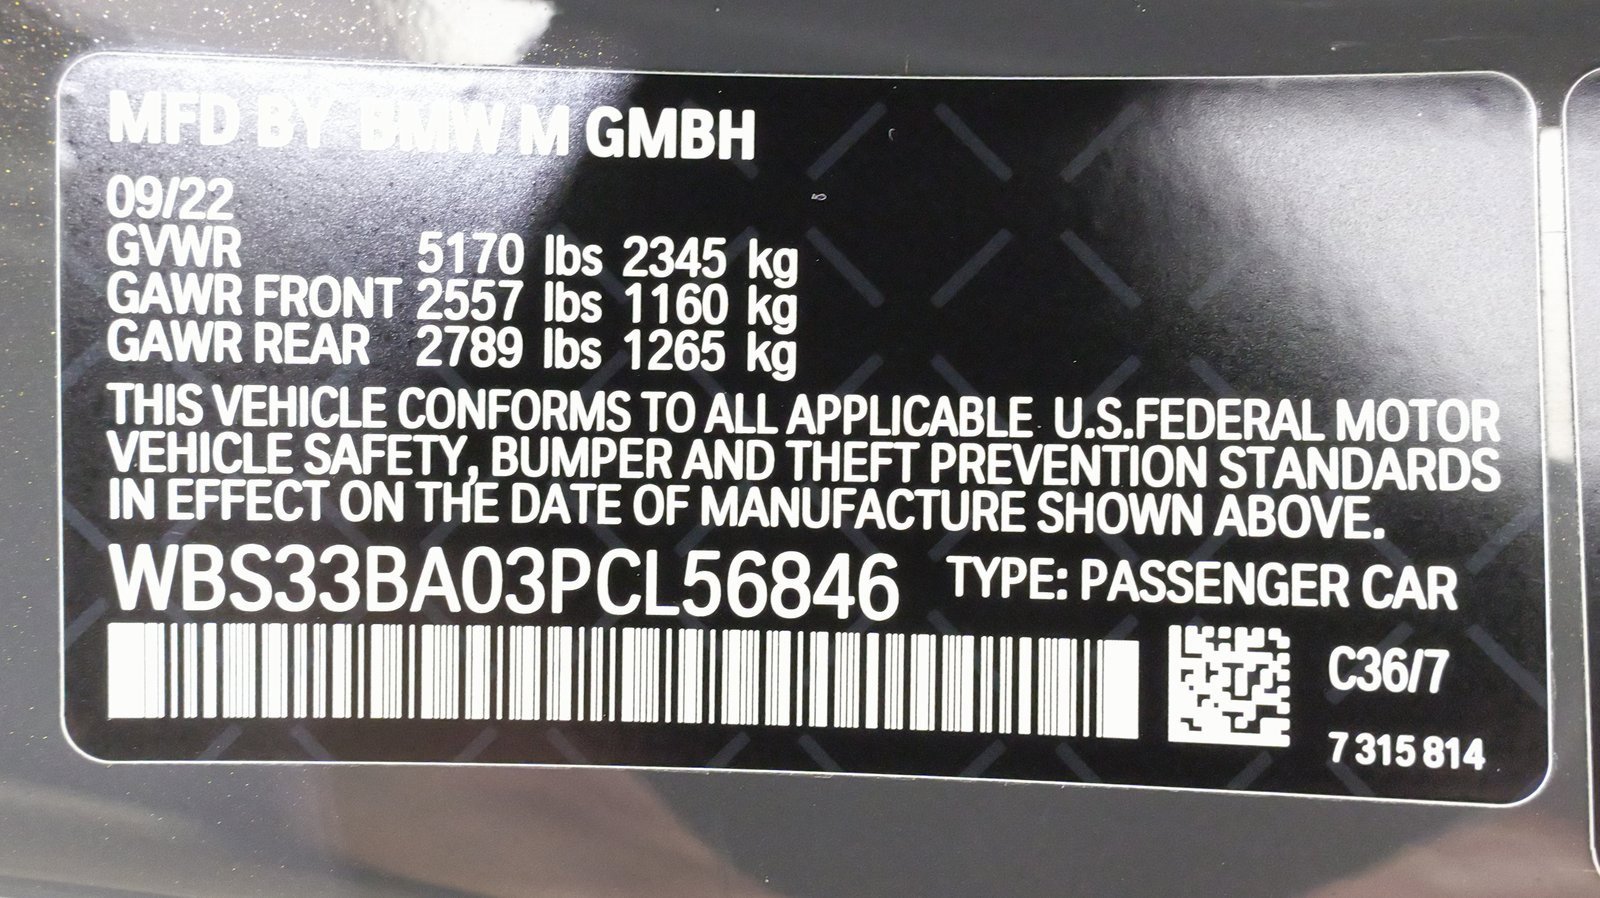 MFD BY BMW M GMBH
09/22
GVWR 5170 lbs 2345 kg
GAWR FRONT 2557 lbs 1160 kg
GAWR REAR 2789 lbs 1265 kg
THIS VEHICLE CONFORMS TO ALL APPLICABLE U.S.FEDERAL MOTOR
VEHICLE SAFETY, BUMPER AND THEFT PREVENTION STANDARDS
IN EFFECT ON THE DATE OF MANUFACTURE SHOWN ABOVE.
WBS33BA03PCL56846 TYPE: PASSENGER CAR
C36/7
7 315 814